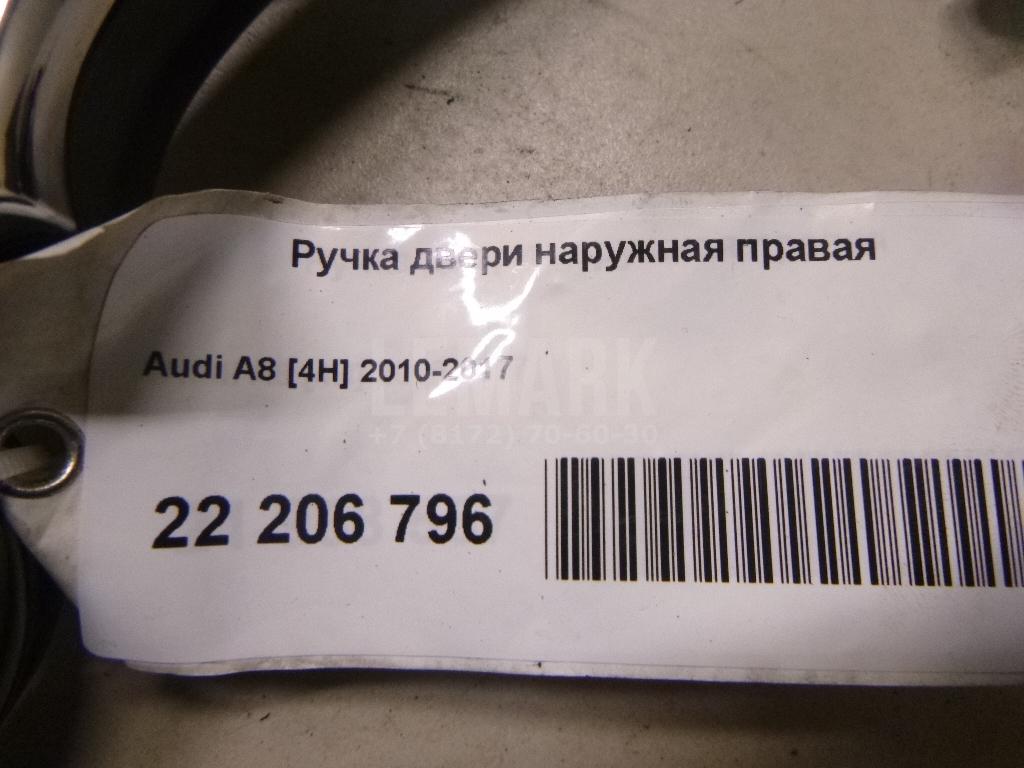 Ручка двери наружная правая
Audi A8 [4H] 2010-2017
LEMARK
+7 (8172) 70-60-30
22 206 796